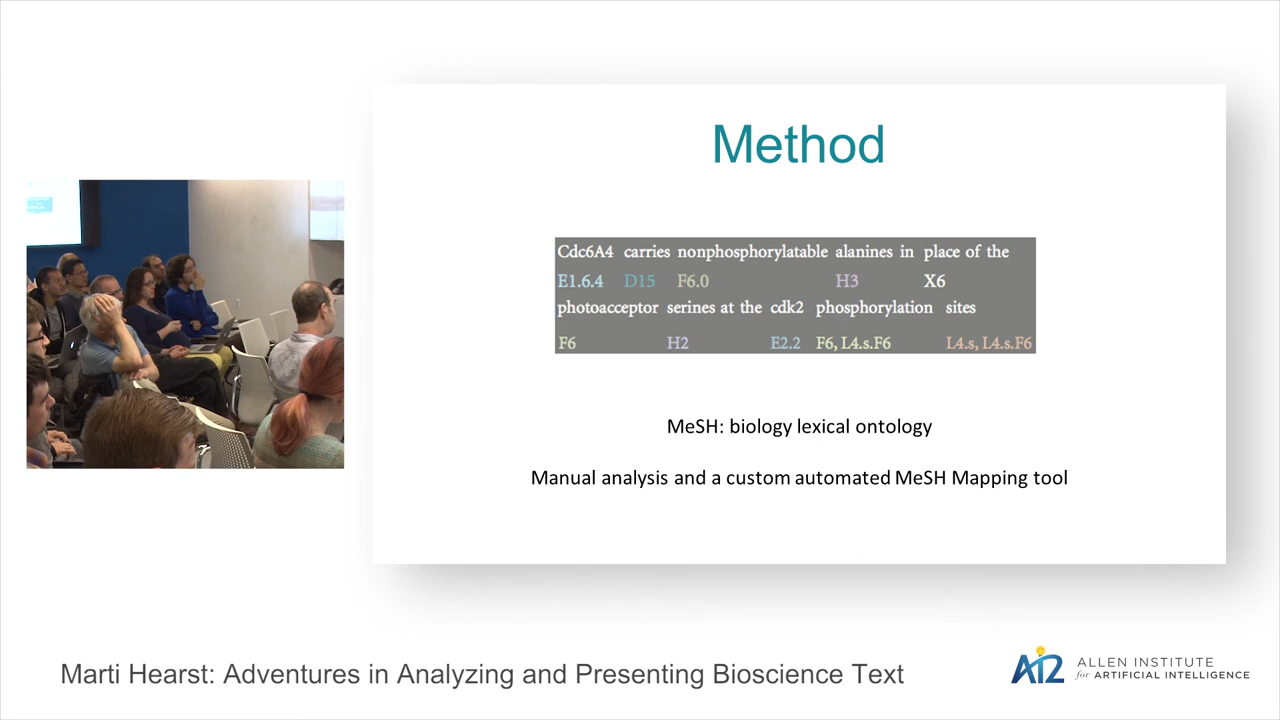 Method
Cdc6A4 carries nonphosphorylatable alanines in place of the
E1.6.4 D15 F6.0 H3 X6
photoacceptor serines at the cdk2 phosphorylation sites
F6 H2 E2.2 F6, L4.s.F6 L4.s, L4.s.F6
MeSH: biology lexical ontology
Manual analysis and a custom automated MeSH Mapping tool
Marti Hearst: Adventures in Analyzing and Presenting Bioscience Text
AI2 ALLEN INSTITUTE
for ARTIFICIAL INTELLIGENCE